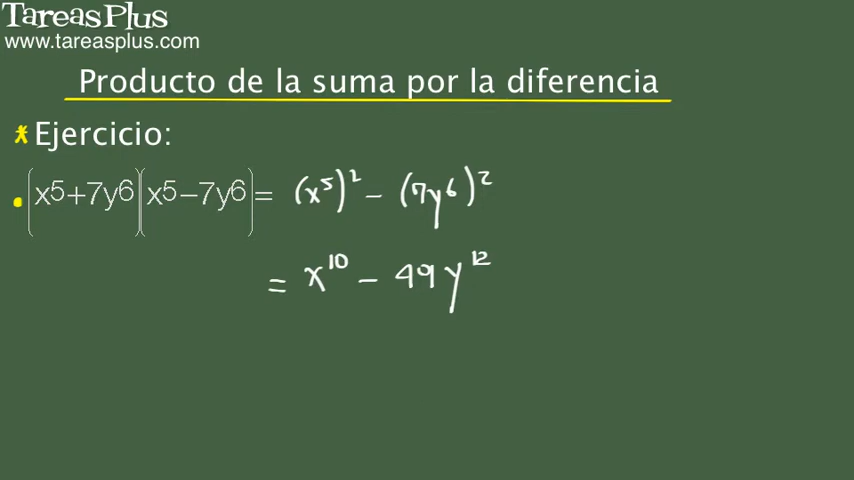 TareasPlus
www.tareasplus.com
Producto de la suma por la diferencia
* Ejercicio:
(x5+7y6)(x5−7y6)= (x⁵)² − (7y⁶)²
= x¹⁰ − 49y¹²